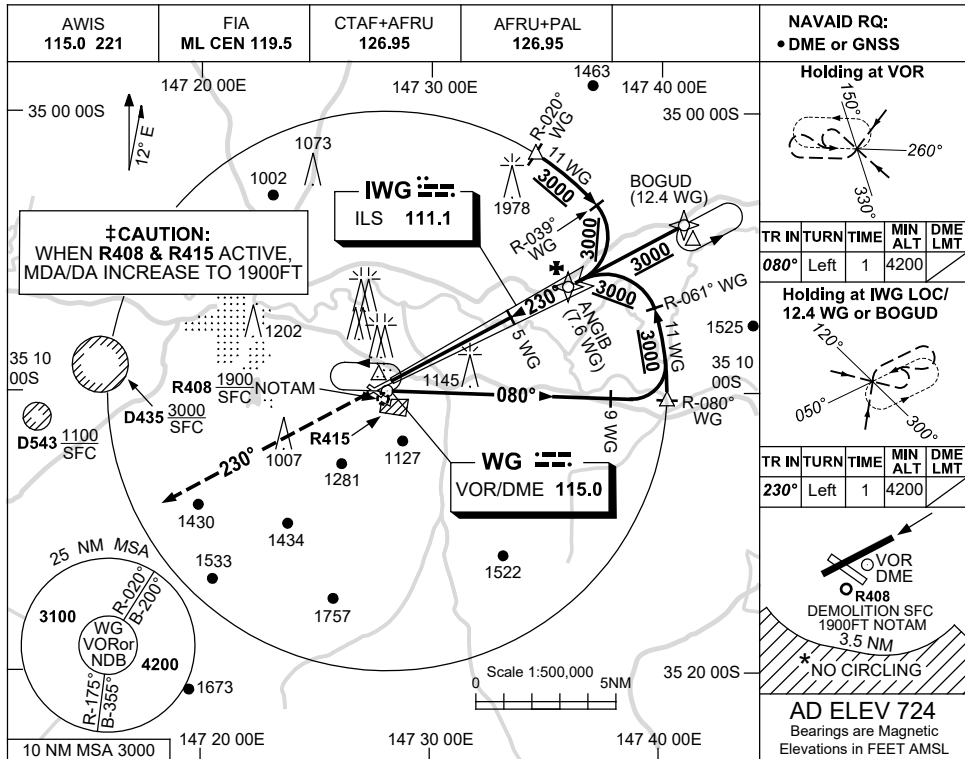 AWIS
115.0 221
FIA
ML CEN 119.5
CTAF+AFRU
126.95
AFRU+PAL
126.95
NAVAID RQ:
• DME or GNSS
147 20 00E
147 30 00E
1463
147 40 00E
35 00 00S
35 00 00S
12° E
1073
1002
R-020°
WG
11 WG
3000
1978
IWG
ILS 111.1
R-039°
WG
3000
BOGUD
(12.4 WG)
3000
‡CAUTION:
WHEN R408 & R415 ACTIVE,
MDA/DA INCREASE TO 1900FT
230°
3000
ANGIB
(7.6 WG)
R-061° WG
11 WG
3000
5 WG
1525
1202
35 10
00S
35 10
00S
1145
R408 1900
SFC
NOTAM
D435 3000
SFC
D543 1100
SFC
080°
9 WG
R-080°
WG
R415
230°
1007
1127
1281
WG
VOR/DME 115.0
1430
1434
1533
1522
1757
25 NM MSA
R-020°
B-200°
3100
WG
VORor
NDB
4200
R-175°
B-355°
1673
Scale 1:500,000
0
5NM
35 20 00S
10 NM MSA 3000
147 20 00E
147 30 00E
147 40 00E
Holding at VOR
150°
260°
330°
TR IN TURN TIME MIN ALT DME LMT
080° Left 1 4200
Holding at IWG LOC/
12.4 WG or BOGUD
120°
050°
300°
TR IN TURN TIME MIN ALT DME LMT
230° Left 1 4200
VOR
DME
R408
DEMOLITION SFC
1900FT NOTAM
3.5 NM
*NO CIRCLING
AD ELEV 724
Bearings are Magnetic
Elevations in FEET AMSL